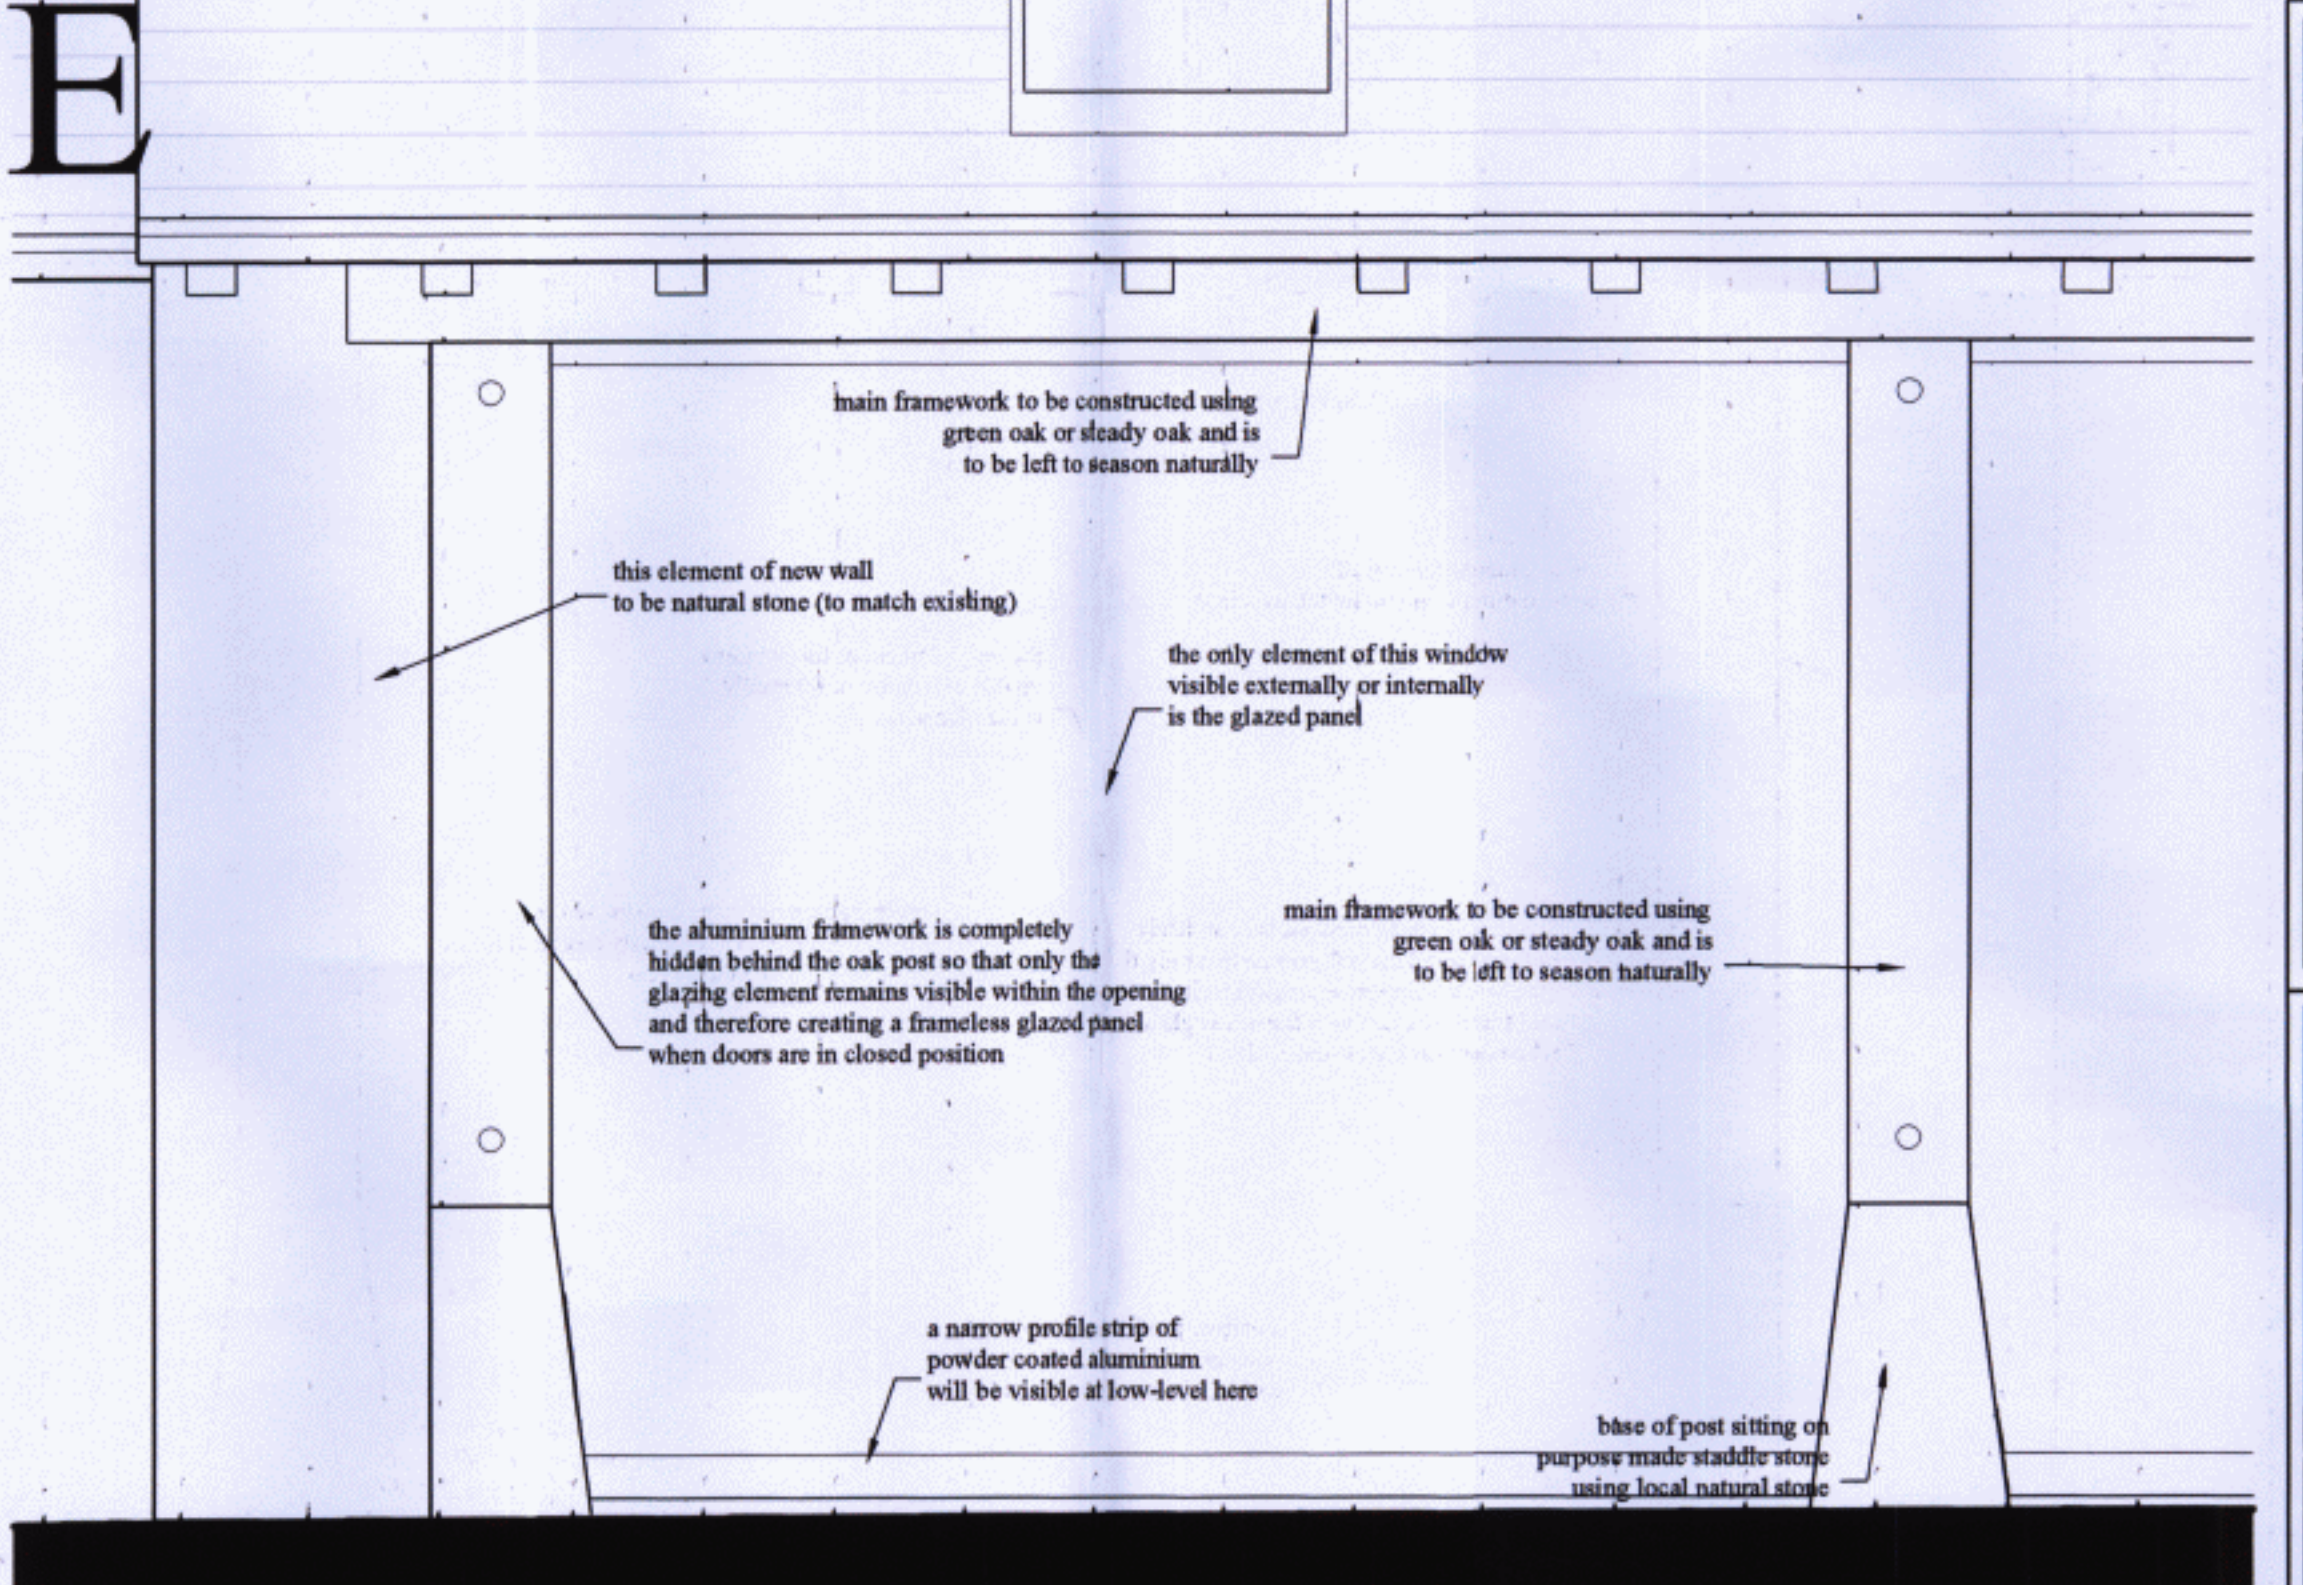 E
main framework to be constructed using
green oak or steady oak and is
to be left to season naturally
this element of new wall
to be natural stone (to match existing)
the only element of this window
visible externally or internally
is the glazed panel
main framework to be constructed using
green oak or steady oak and is
to be left to season naturally
the aluminium framework is completely
hidden behind the oak post so that only the
glazing element remains visible within the opening
and therefore creating a frameless glazed panel
when doors are in closed position
a narrow profile strip of
powder coated aluminium
will be visible at low-level here
base of post sitting on
purpose made staddle stone
using local natural stone